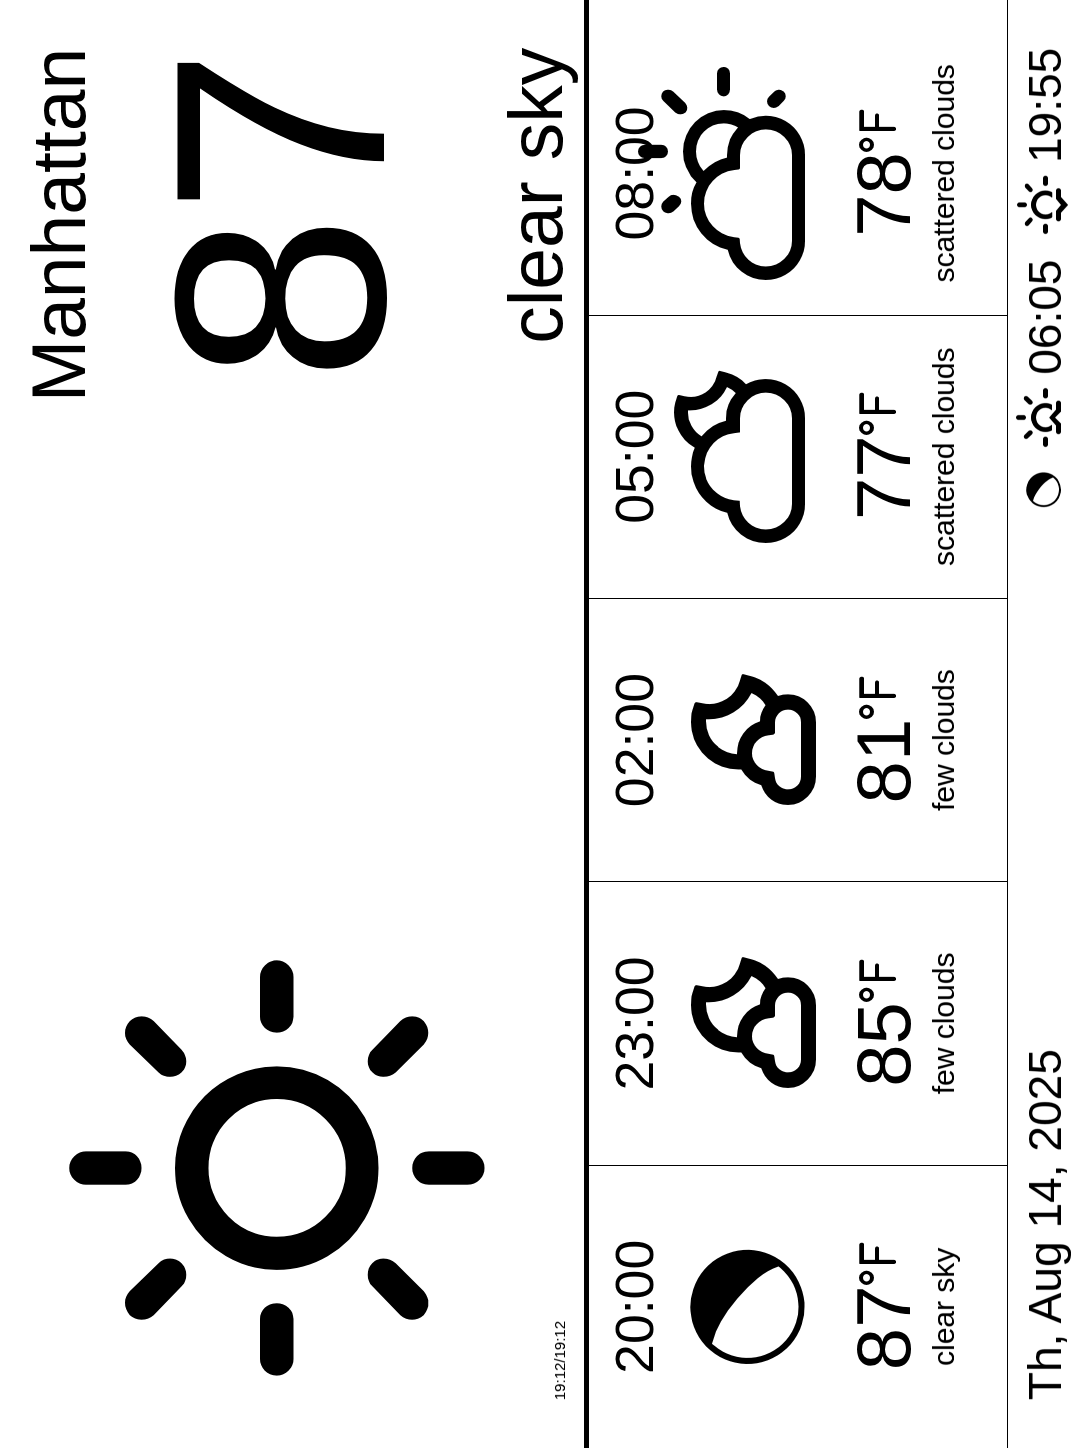 Manhattan
87
clear sky
19:12/19:12
20:00
87°F
clear sky
23:00
85°F
few clouds
02:00
81°F
few clouds
05:00
77°F
scattered clouds
08:00
78°F
scattered clouds
Th, Aug 14, 2025
06:05 19:55